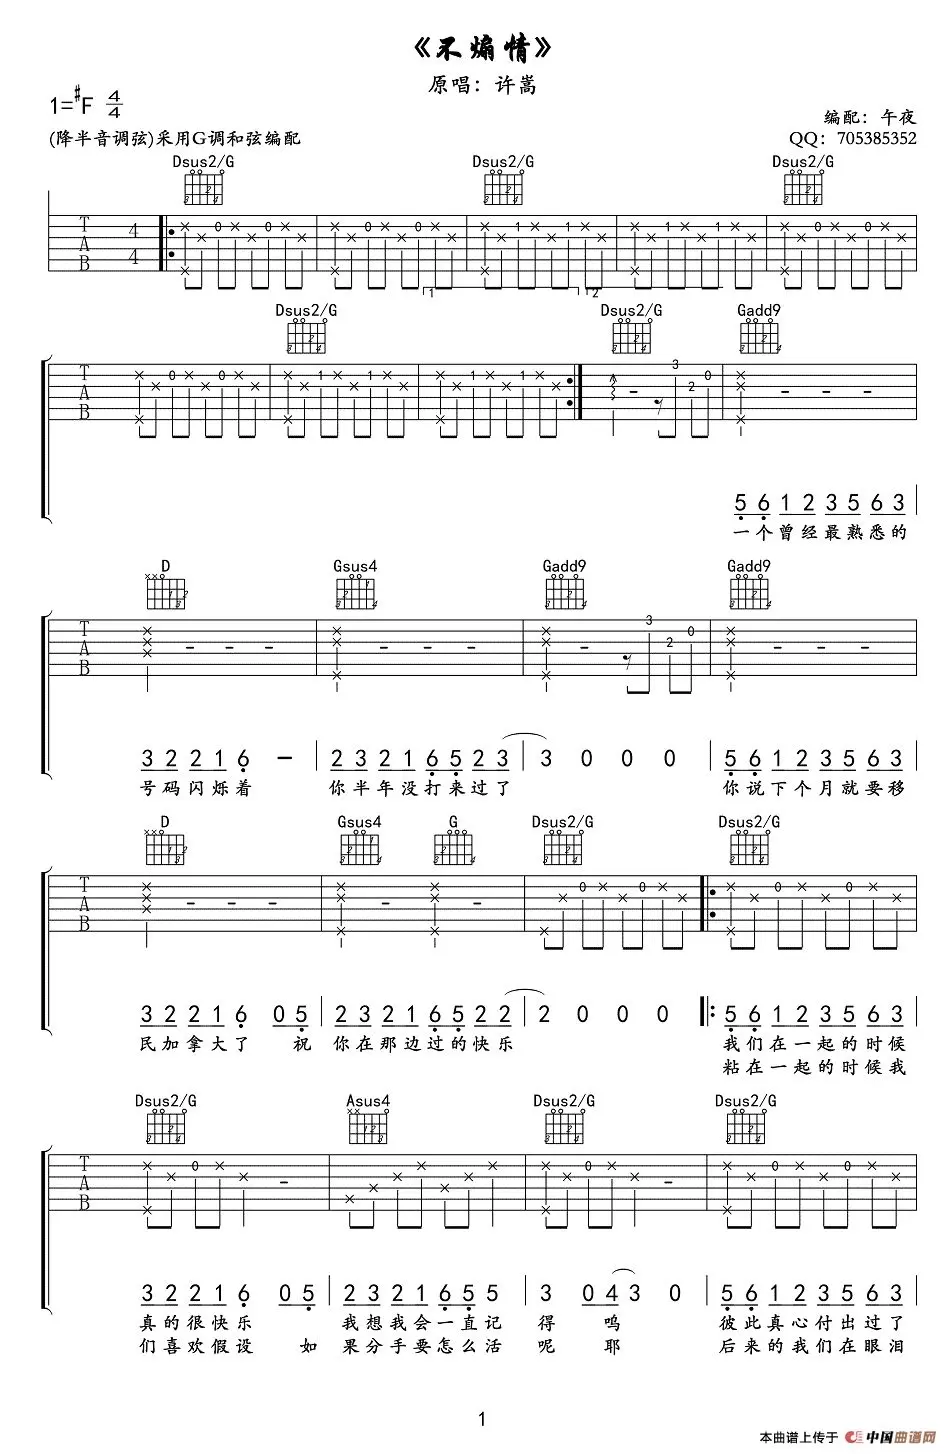 《不煽情》
原唱：许嵩
1=#F 4/4
编配：午夜
(降半音调弦)采用G调和弦编配
QQ：705385352
Dsus2/G Dsus2/G Dsus2/G
Dsus2/G Dsus2/G Gadd9
5 6 1 2 3 5 6 3
一个曾经最熟悉的
D Gsus4 Gadd9 Gadd9
3 2 2 1 6 - | 2 3 2 1 6 5 2 3 | 3 0 0 0 | 5 6 1 2 3 5 6 3
号码闪烁着 你半年没打来过了 你说下个月就要移
D Gsus4 G Dsus2/G Dsus2/G
3 2 2 1 6 0 5 | 2 3 2 1 6 5 2 2 | 2 0 0 0 |: 5 6 1 2 3 5 6 3
民加拿大了 祝 你在那边过的快乐 我们在一起的时候
粘在一起的时候我
Dsus2/G Asus4 Dsus2/G Dsus2/G
3 2 2 1 6 0 5 | 2 3 2 1 6 5 5 | 3 0 4 3 0 | 5 6 1 2 3 5 6 3
真的很快乐 我想我会一直记 得 呜 彼此真心付出过了
们喜欢假设 如 果分手要怎么活 呢 耶 后来的我们在眼泪
1
本曲谱上传于 中国曲谱网